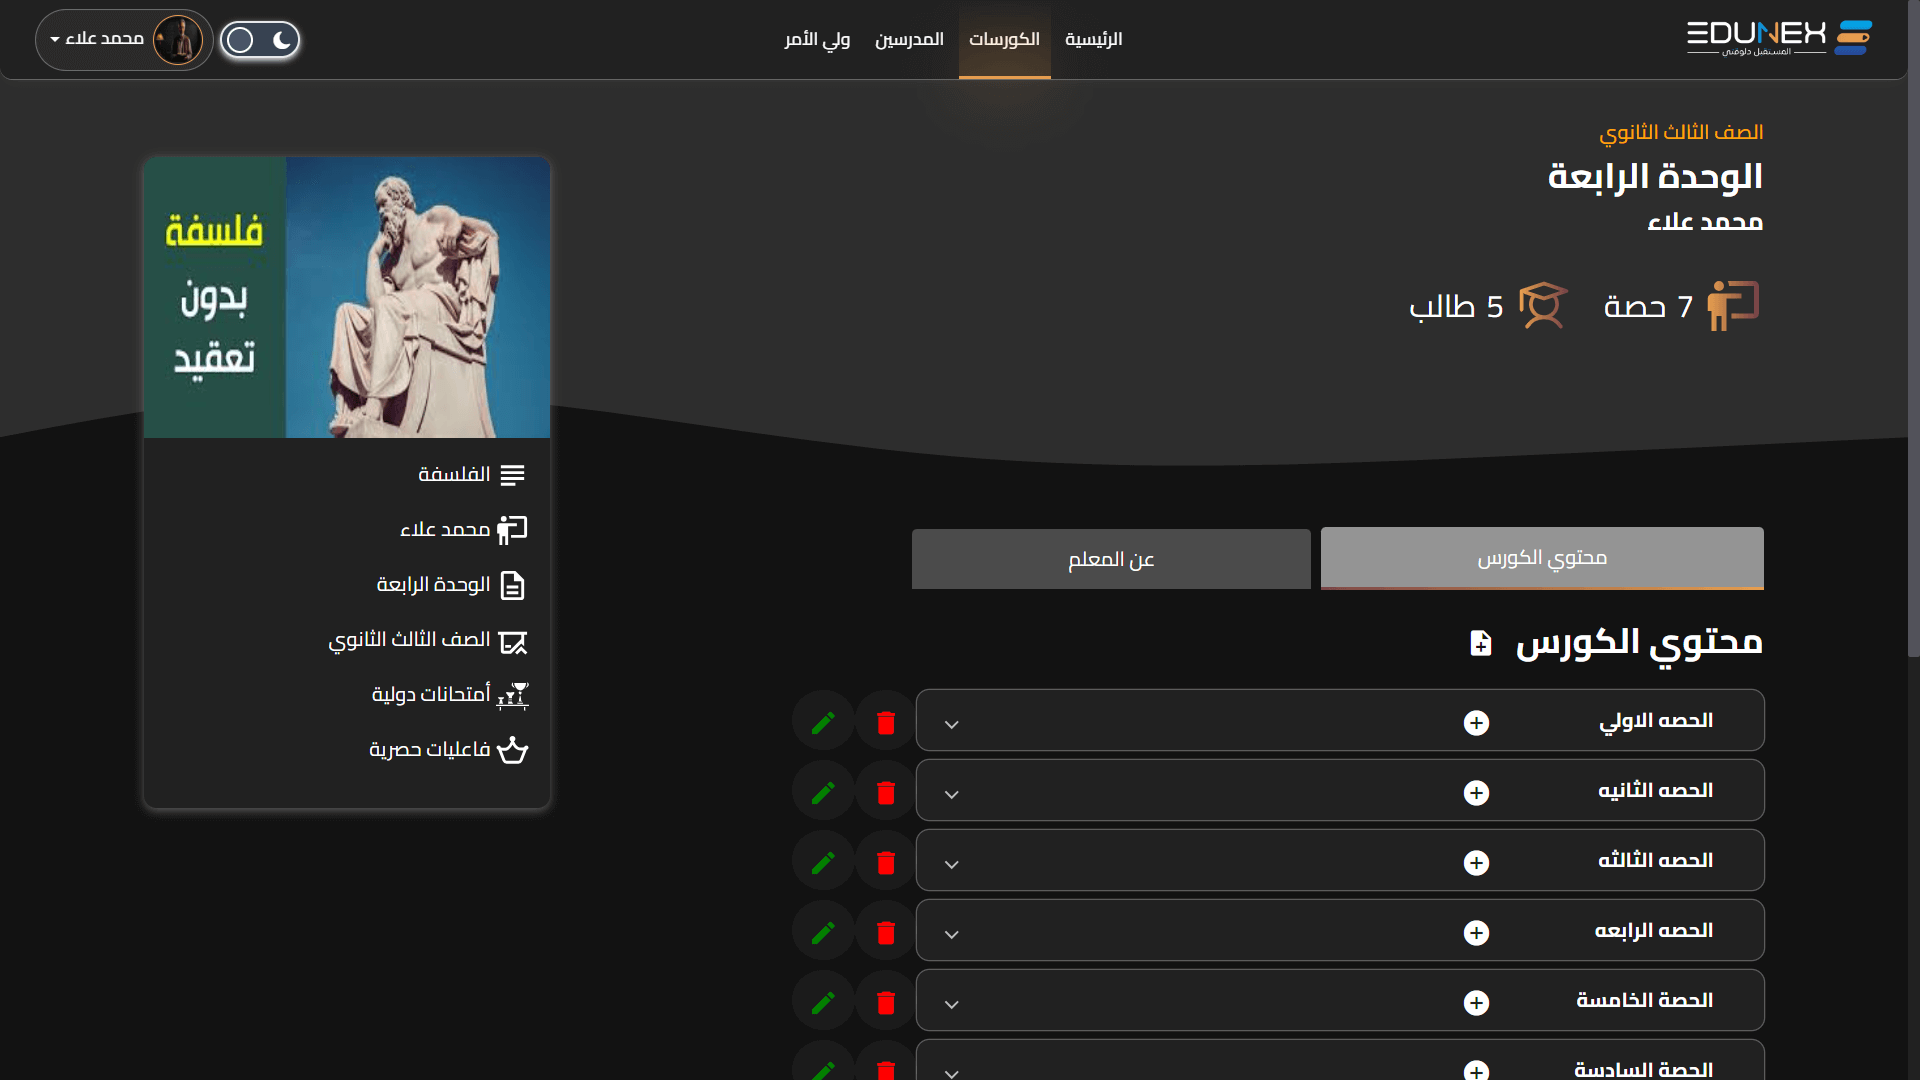 EDUNEX
المستقبل دلوقتي
الرئيسية
الكورسات
المدرسين
ولي الأمر
محمد علاء
الصف الثالث الثانوي
الوحدة الرابعة
محمد علاء
7 حصة
5 طالب
فلسفة
بدون
تعقيد
الفلسفة
محمد علاء
الوحدة الرابعة
الصف الثالث الثانوي
أمتحانات دولية
فاعليات حصرية
محتوي الكورس
عن المعلم
محتوي الكورس
الحصه الاولي
الحصه الثانيه
الحصه الثالثه
الحصه الرابعه
الحصة الخامسة
الحصة السادسة